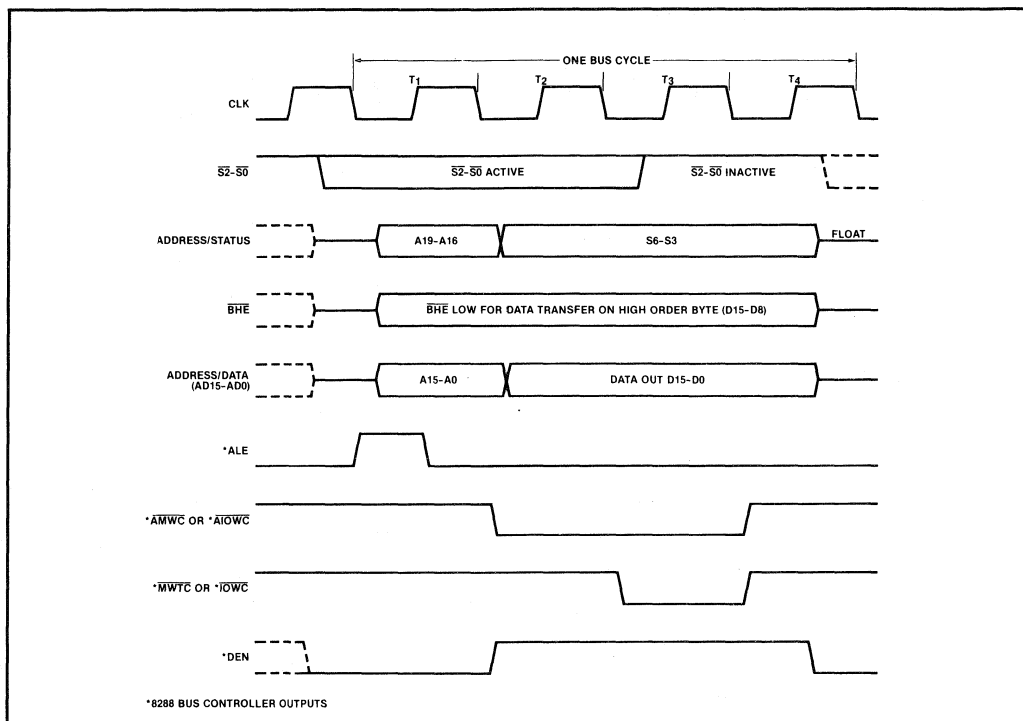 ONE BUS CYCLE
T1 T2 T3 T4
CLK
S2-S0
S2-S0 ACTIVE
S2-S0 INACTIVE
ADDRESS/STATUS
A19-A16
S6-S3
FLOAT
BHE
BHE LOW FOR DATA TRANSFER ON HIGH ORDER BYTE (D15-D8)
ADDRESS/DATA
(AD15-AD0)
A15-A0
DATA OUT D15-D0
*ALE
*AMWC OR *AIOWC
*MWTC OR *IOWC
*DEN
*8288 BUS CONTROLLER OUTPUTS